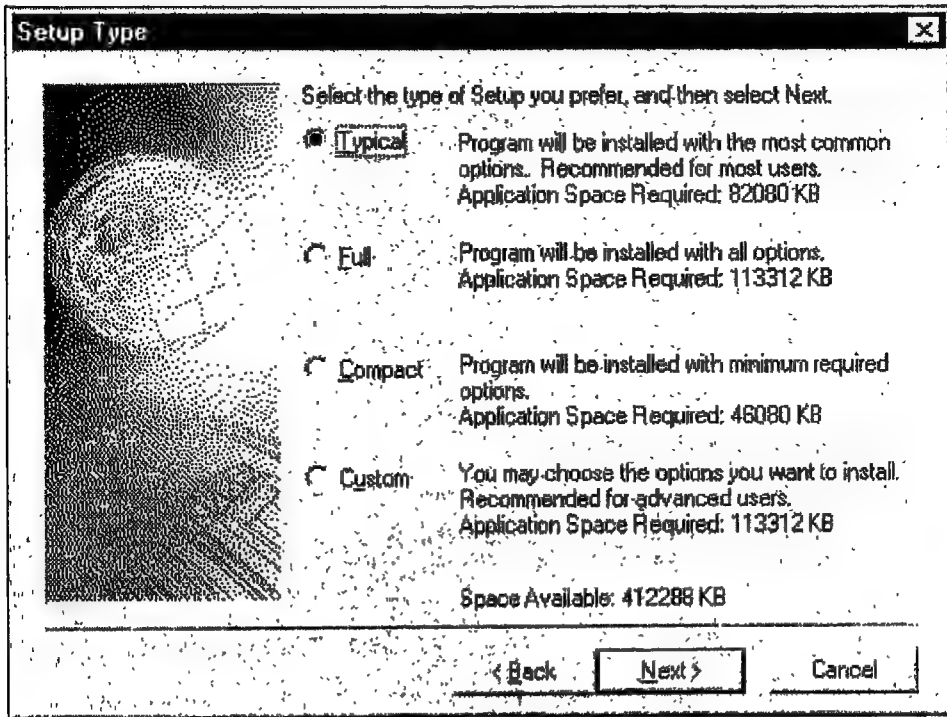 Setup Type
Select the type of Setup you prefer, and then select Next.
Typical
Program will be installed with the most common
options. Recommended for most users.
Application Space Required: 82080 KB
Full
Program will be installed with all options.
Application Space Required: 113312 KB
Compact
Program will be installed with minimum required
options.
Application Space Required: 46080 KB
Custom
You may choose the options you want to install.
Recommended for advanced users.
Application Space Required: 113312 KB
Space Available: 412288 KB
< Back
Next >
Cancel